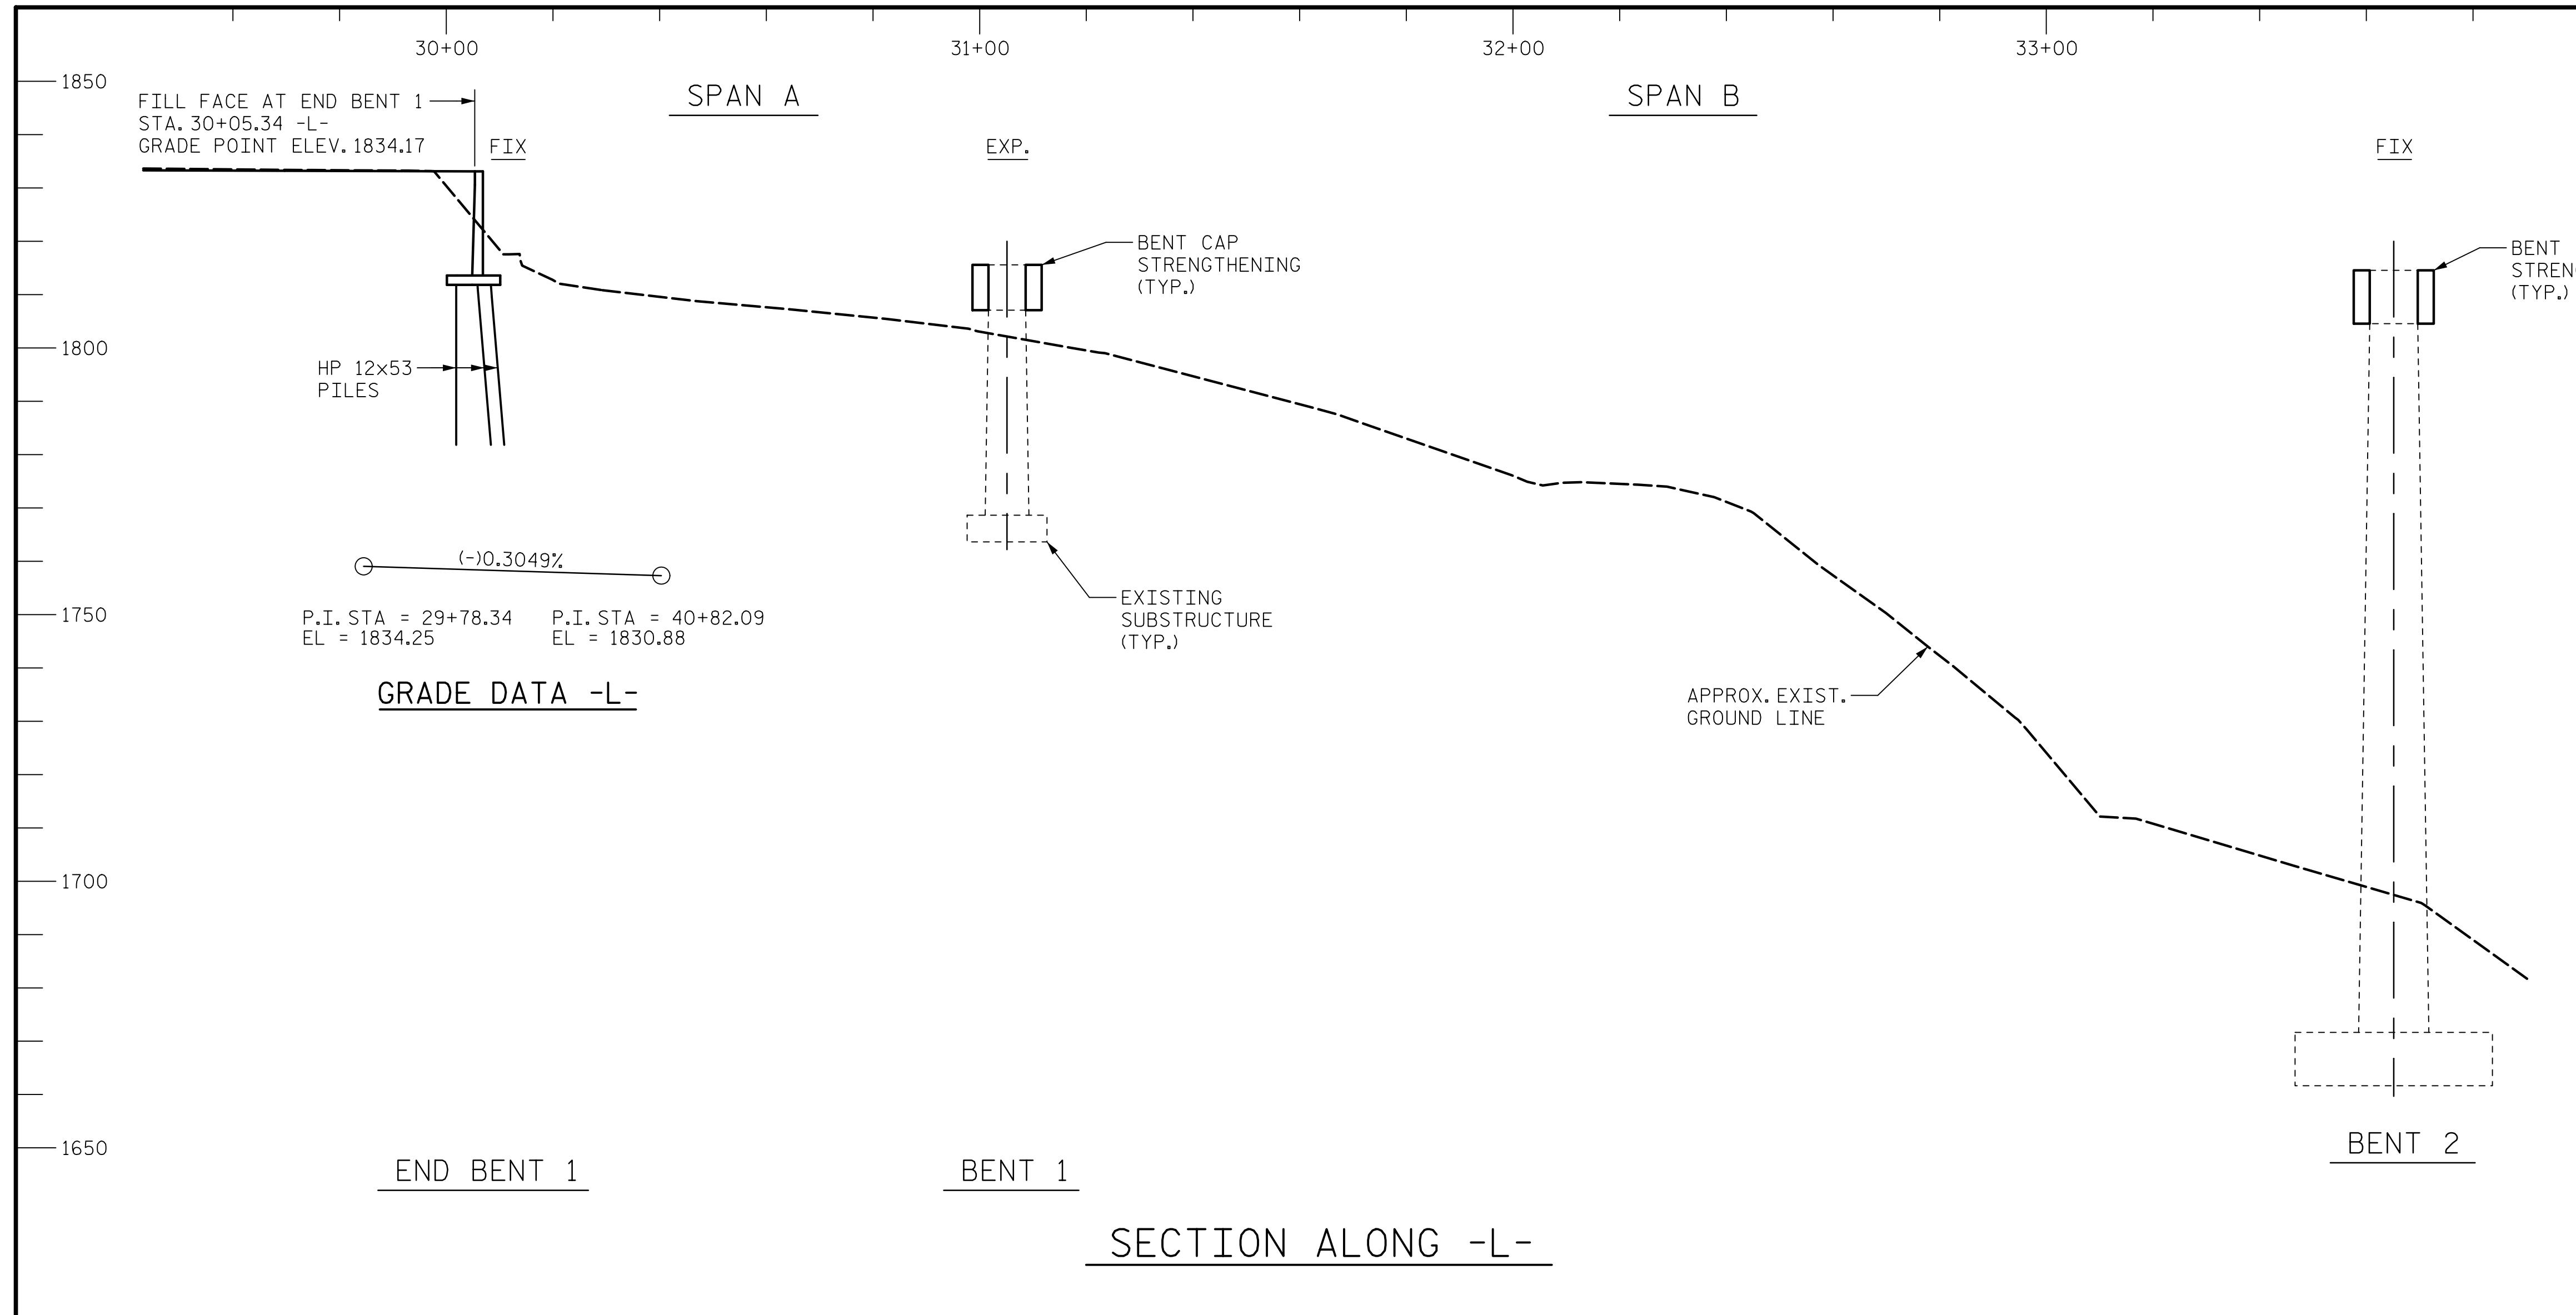 30+00
31+00
32+00
33+00
1850
1800
1750
1700
1650
SPAN A
SPAN B
FILL FACE AT END BENT 1
STA. 30+05.34 -L-
GRADE POINT ELEV. 1834.17
FIX
EXP.
FIX
BENT CAP
STRENGTHENING
(TYP.)
BENT
STREN
(TYP.)
HP 12x53
PILES
(-)0.3049%
P.I. STA = 29+78.34
EL = 1834.25
P.I. STA = 40+82.09
EL = 1830.88
GRADE DATA -L-
EXISTING
SUBSTRUCTURE
(TYP.)
APPROX. EXIST.
GROUND LINE
END BENT 1
BENT 1
BENT 2
SECTION ALONG -L-